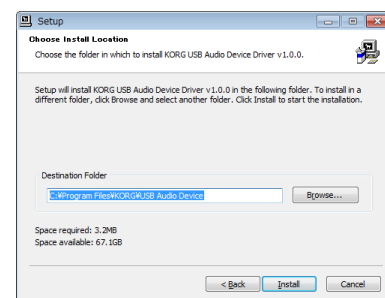 Setup
Choose Install Location
Choose the folder in which to install KORG USB Audio Device Driver v1.0.0.
Setup will install KORG USB Audio Device Driver v1.0.0 in the following folder. To install in a
different folder, click Browse and select another folder. Click Install to start the installation.
Destination Folder
C:¥Program Files¥KORG¥USB Audio Device
Browse...
Space required: 3.2MB
Space available: 67.1GB
< Back
Install
Cancel